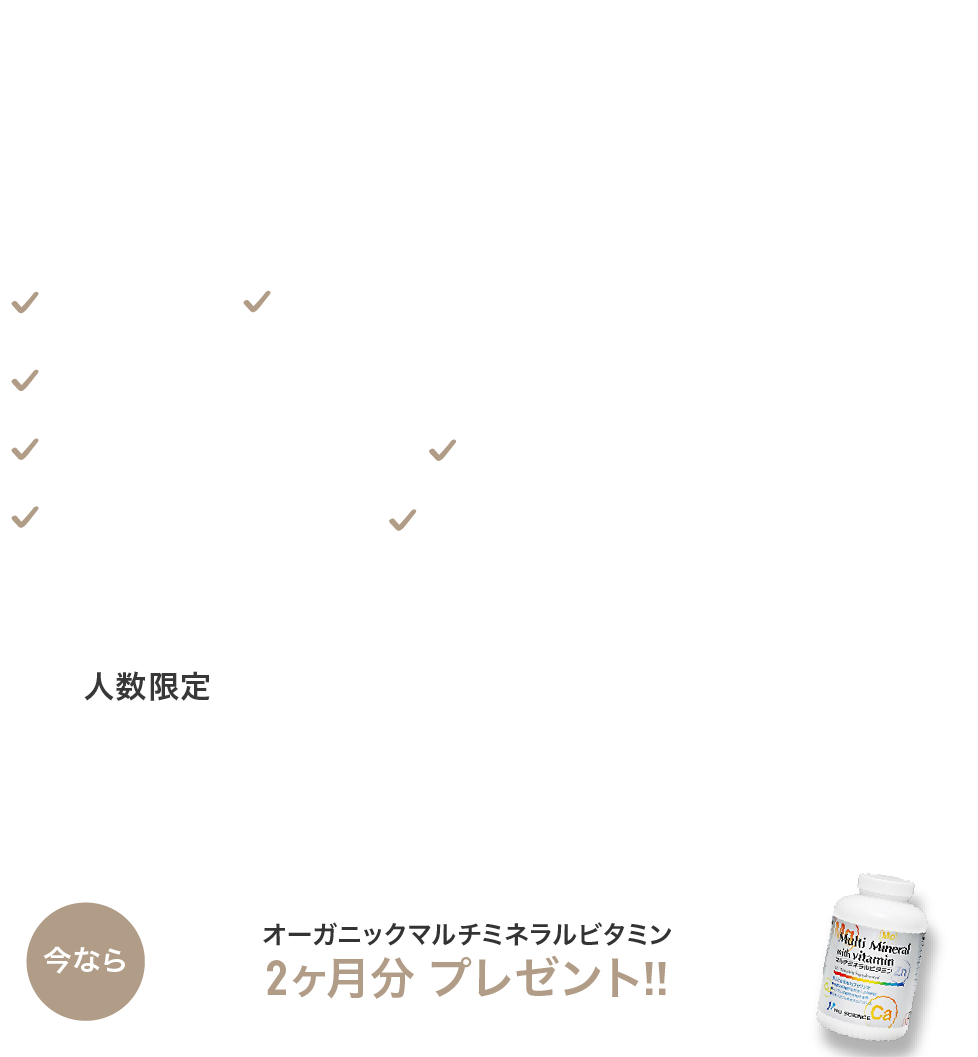 人数限定
今なら
オーガニックマルチミネラルビタミン
2ヶ月分 プレゼント!!
Multi Mineral
with vitamin
マルチミネラルビタミン
Zn
Ca